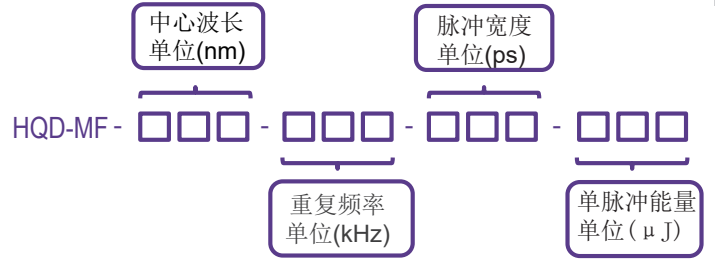 中心波长
单位(nm)
脉冲宽度
单位(ps)
HQD-MF - □□□ - □□□ - □□□ - □□□
重复频率
单位(kHz)
单脉冲能量
单位(μJ)